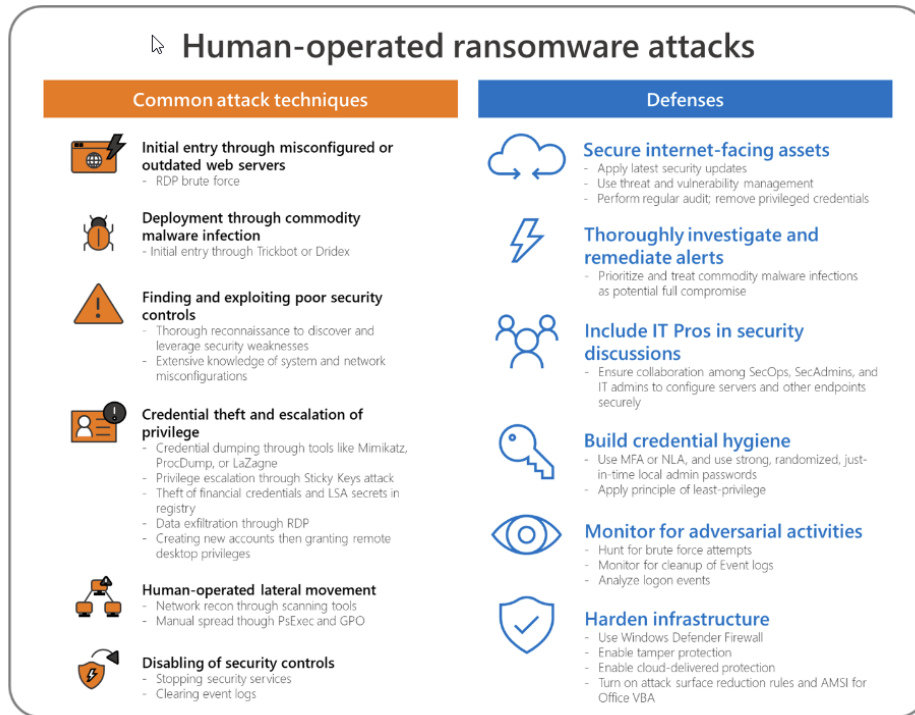 Human-operated ransomware attacks
Common attack techniques
Initial entry through misconfigured or
outdated web servers
- RDP brute force
Deployment through commodity
malware infection
- Initial entry through Trickbot or Dridex
Finding and exploiting poor security
controls
- Thorough reconnaissance to discover and
leverage security weaknesses
- Extensive knowledge of system and network
misconfigurations
Credential theft and escalation of
privilege
- Credential dumping through tools like Mimikatz,
ProcDump, or LaZagne
- Privilege escalation through Sticky Keys attack
- Theft of financial credentials and LSA secrets in
registry
- Data exfiltration through RDP
- Creating new accounts then granting remote
desktop privileges
Human-operated lateral movement
- Network recon through scanning tools
- Manual spread though PsExec and GPO
Disabling of security controls
- Stopping security services
- Clearing event logs
Defenses
Secure internet-facing assets
- Apply latest security updates
- Use threat and vulnerability management
- Perform regular audit; remove privileged credentials
Thoroughly investigate and
remediate alerts
- Prioritize and treat commodity malware infections
as potential full compromise
Include IT Pros in security
discussions
- Ensure collaboration among SecOps, SecAdmins, and
IT admins to configure servers and other endpoints
securely
Build credential hygiene
- Use MFA or NLA, and use strong, randomized, just-
in-time local admin passwords
- Apply principle of least-privilege
Monitor for adversarial activities
- Hunt for brute force attempts
- Monitor for cleanup of Event logs
- Analyze logon events
Harden infrastructure
- Use Windows Defender Firewall
- Enable tamper protection
- Enable cloud-delivered protection
- Turn on attack surface reduction rules and AMSI for
Office VBA